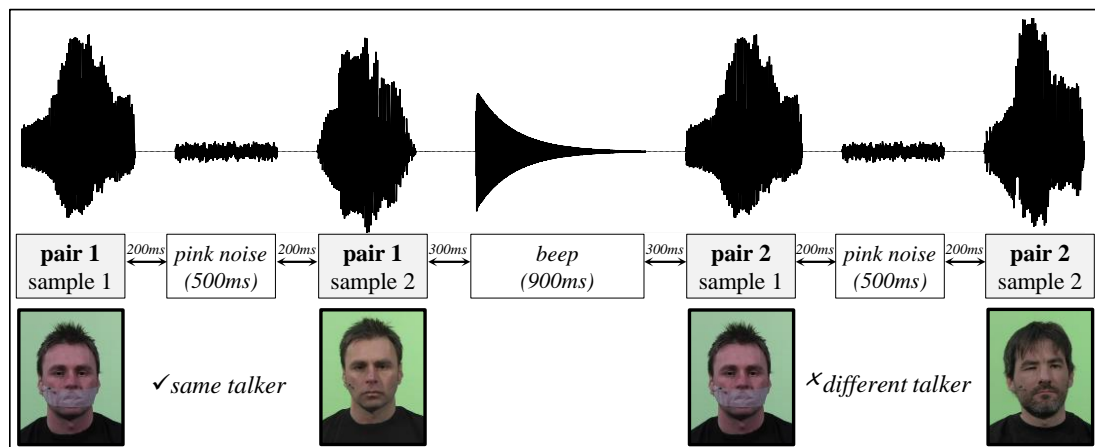 pair 1
sample 1
200ms
pink noise
(500ms)
200ms
pair 1
sample 2
300ms
beep
(900ms)
300ms
pair 2
sample 1
200ms
pink noise
(500ms)
200ms
pair 2
sample 2
✓same talker
×different talker